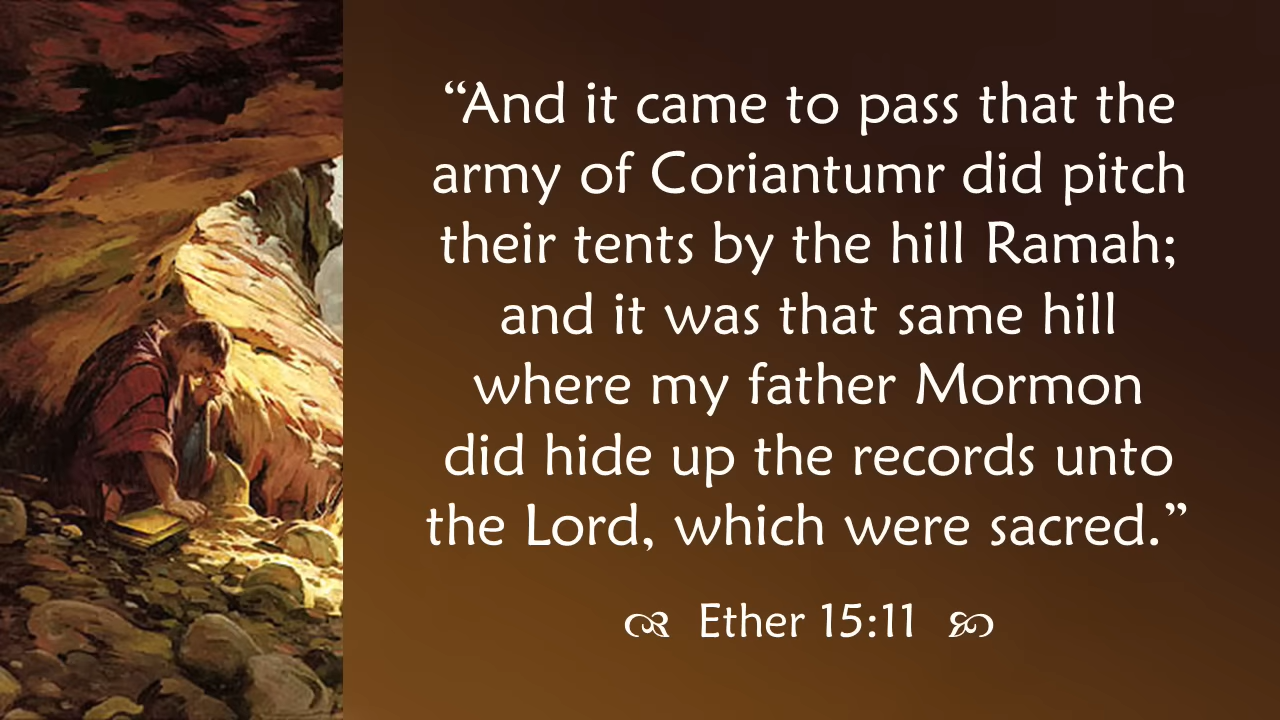 “And it came to pass that the
army of Coriantumr did pitch
their tents by the hill Ramah;
and it was that same hill
where my father Mormon
did hide up the records unto
the Lord, which were sacred.”
Ether 15:11